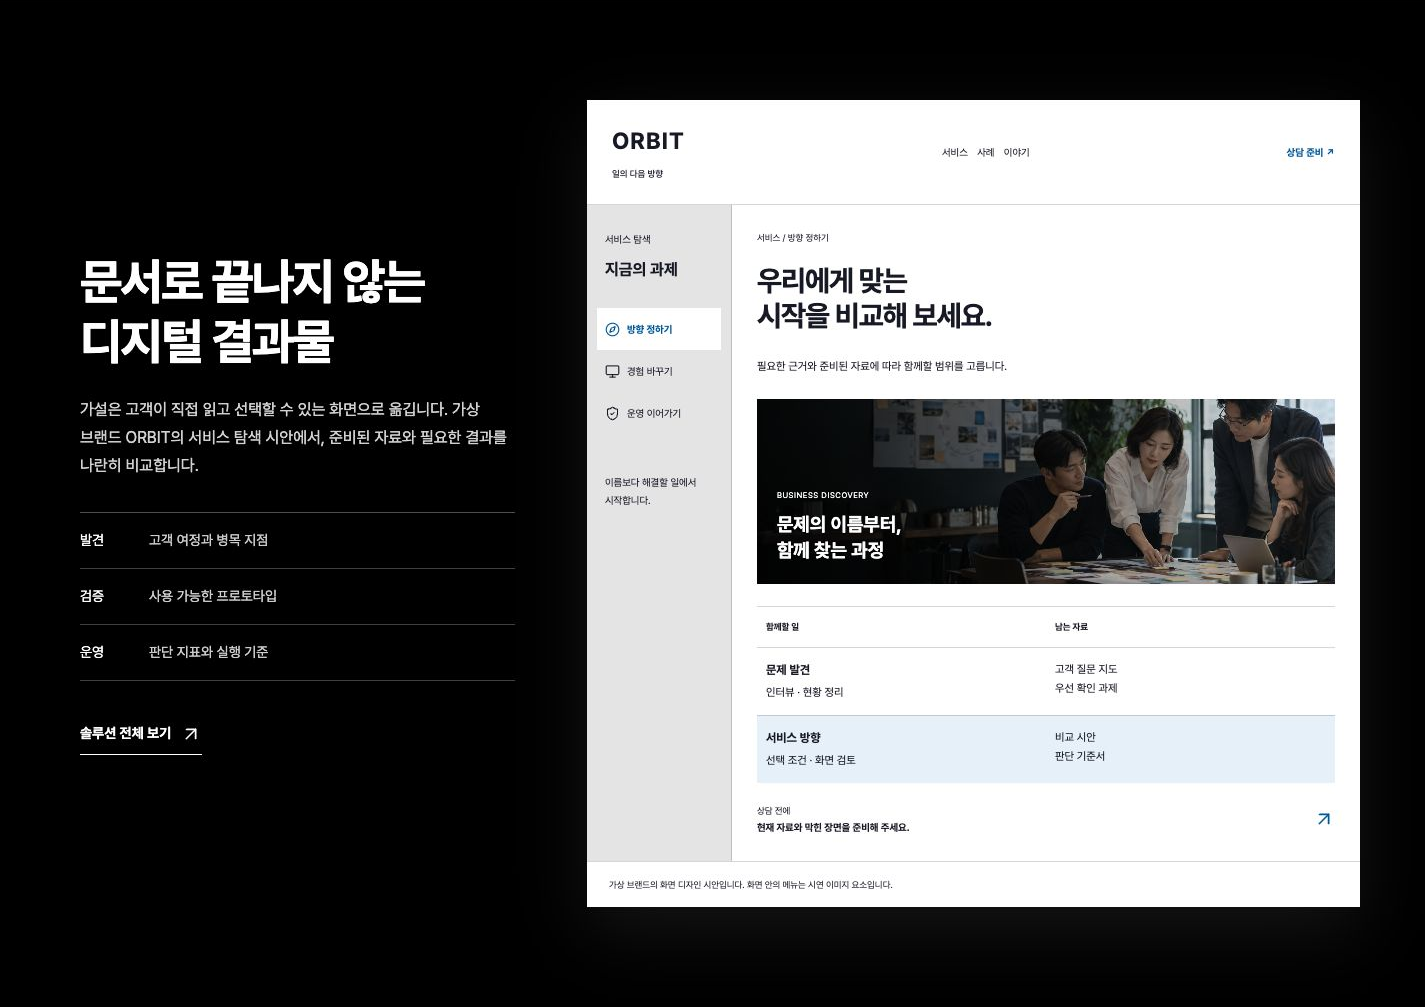 문서로 끝나지 않는
디지털 결과물
가설은 고객이 직접 읽고 선택할 수 있는 화면으로 옮깁니다. 가상
브랜드 ORBIT의 서비스 탐색 시안에서, 준비된 자료와 필요한 결과를
나란히 비교합니다.
발견 고객 여정과 병목 지점
검증 사용 가능한 프로토타입
운영 판단 지표와 실행 기준
솔루션 전체 보기
ORBIT
일의 다음 방향
서비스 사례 이야기
상담 준비
서비스 탐색
지금의 과제
방향 정하기
경험 바꾸기
운영 이어가기
이름보다 해결할 일에서
시작합니다.
서비스 / 방향 정하기
우리에게 맞는
시작을 비교해 보세요.
필요한 근거와 준비된 자료에 따라 함께할 범위를 고릅니다.
BUSINESS DISCOVERY
문제의 이름부터,
함께 찾는 과정
함께할 일 남는 자료
문제 발견
인터뷰 · 현황 정리
고객 질문 지도
우선 확인 과제
서비스 방향
선택 조건 · 화면 검토
비교 시안
판단 기준서
상담 전에
현재 자료와 막힌 장면을 준비해 주세요.
가상 브랜드의 화면 디자인 시안입니다. 화면 안의 메뉴는 시연 이미지 요소입니다.